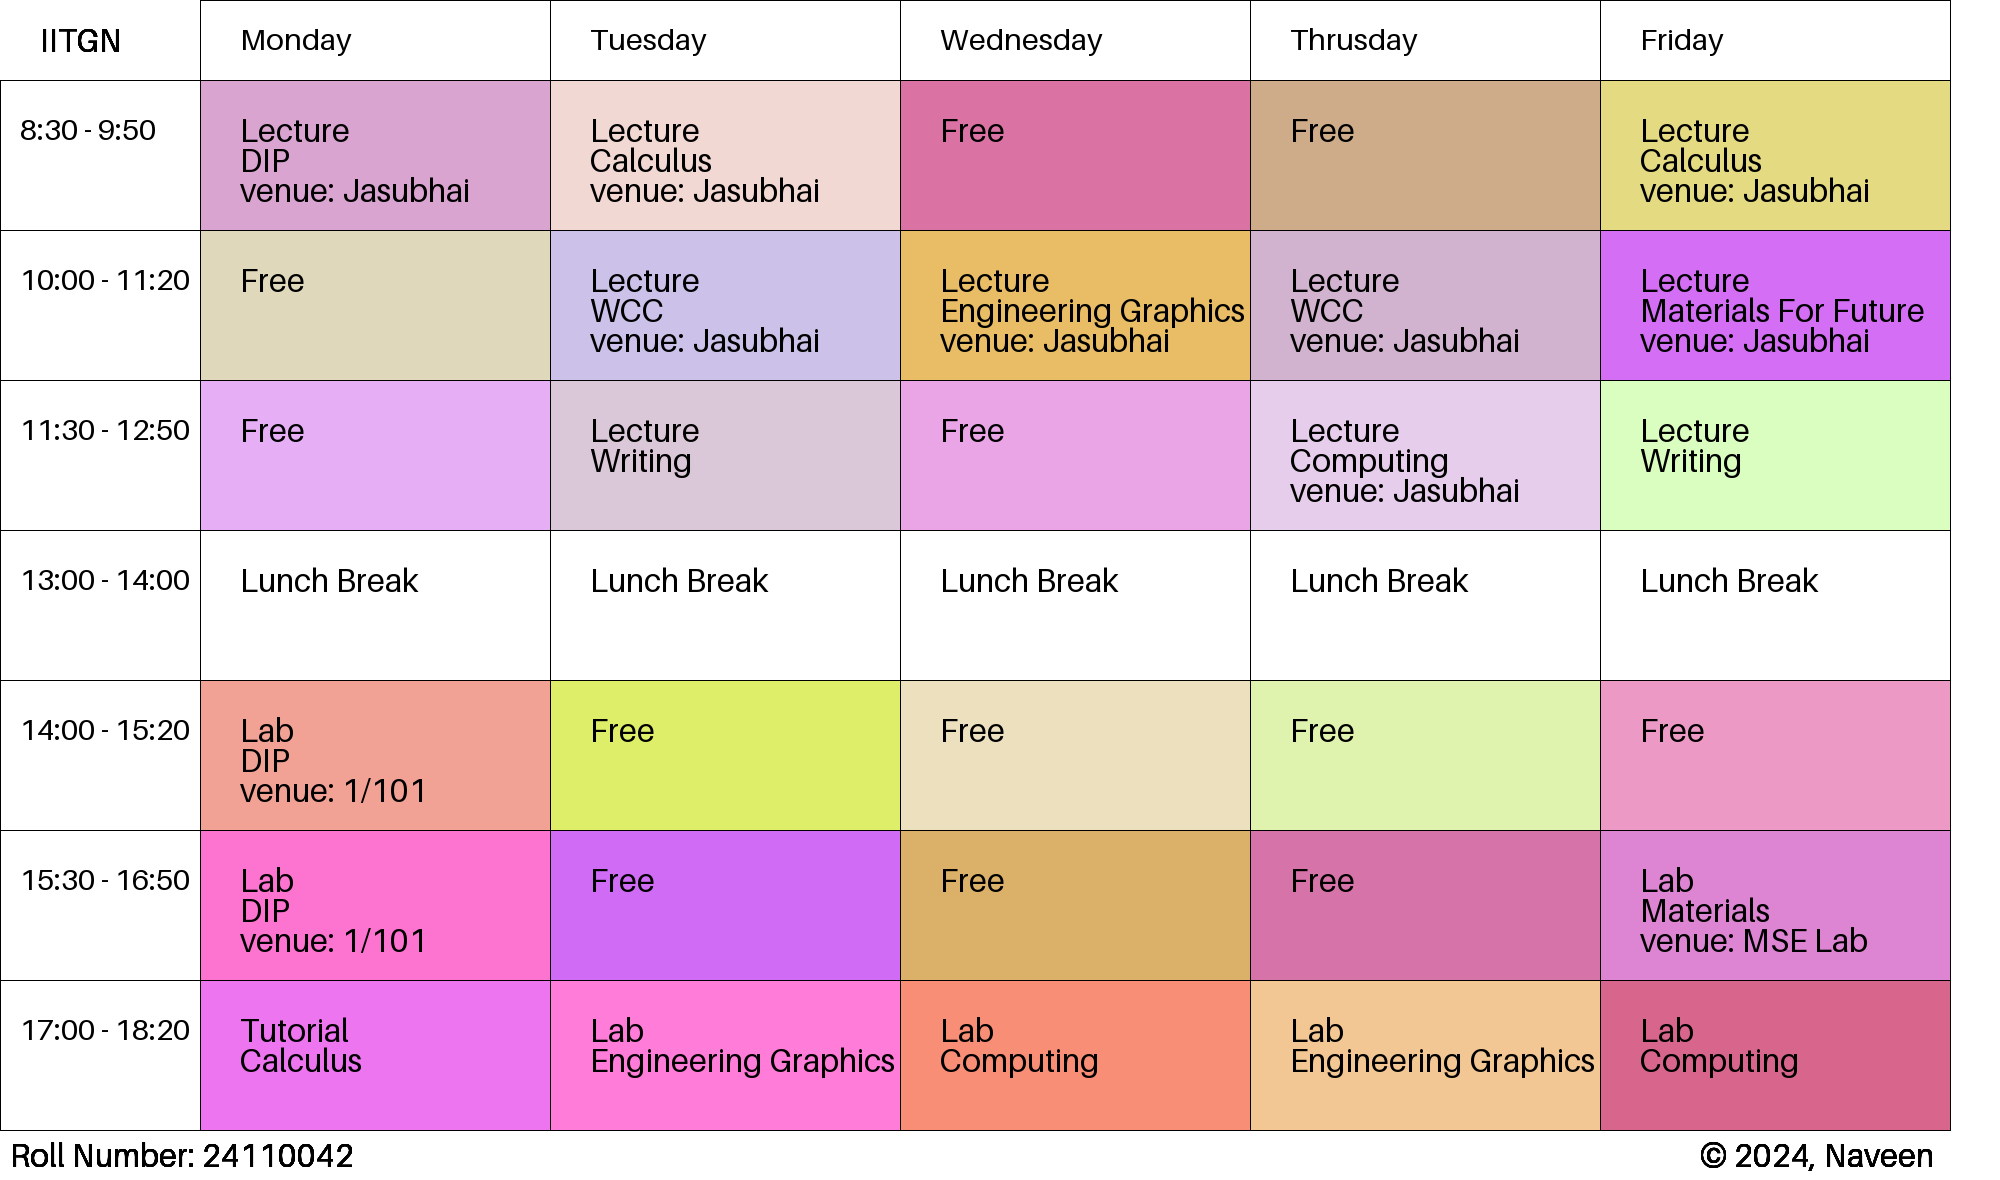 IITGN
Monday
Tuesday
Wednesday
Thrusday
Friday
8:30 - 9:50
Lecture
DIP
venue: Jasubhai
Lecture
Calculus
venue: Jasubhai
Free
Free
Lecture
Calculus
venue: Jasubhai
10:00 - 11:20
Free
Lecture
WCC
venue: Jasubhai
Lecture
Engineering Graphics
venue: Jasubhai
Lecture
WCC
venue: Jasubhai
Lecture
Materials For Future
venue: Jasubhai
11:30 - 12:50
Free
Lecture
Writing
Free
Lecture
Computing
venue: Jasubhai
Lecture
Writing
13:00 - 14:00
Lunch Break
Lunch Break
Lunch Break
Lunch Break
Lunch Break
14:00 - 15:20
Lab
DIP
venue: 1/101
Free
Free
Free
Free
15:30 - 16:50
Lab
DIP
venue: 1/101
Free
Free
Free
Lab
Materials
venue: MSE Lab
17:00 - 18:20
Tutorial
Calculus
Lab
Engineering Graphics
Lab
Computing
Lab
Engineering Graphics
Lab
Computing
Roll Number: 24110042
© 2024, Naveen